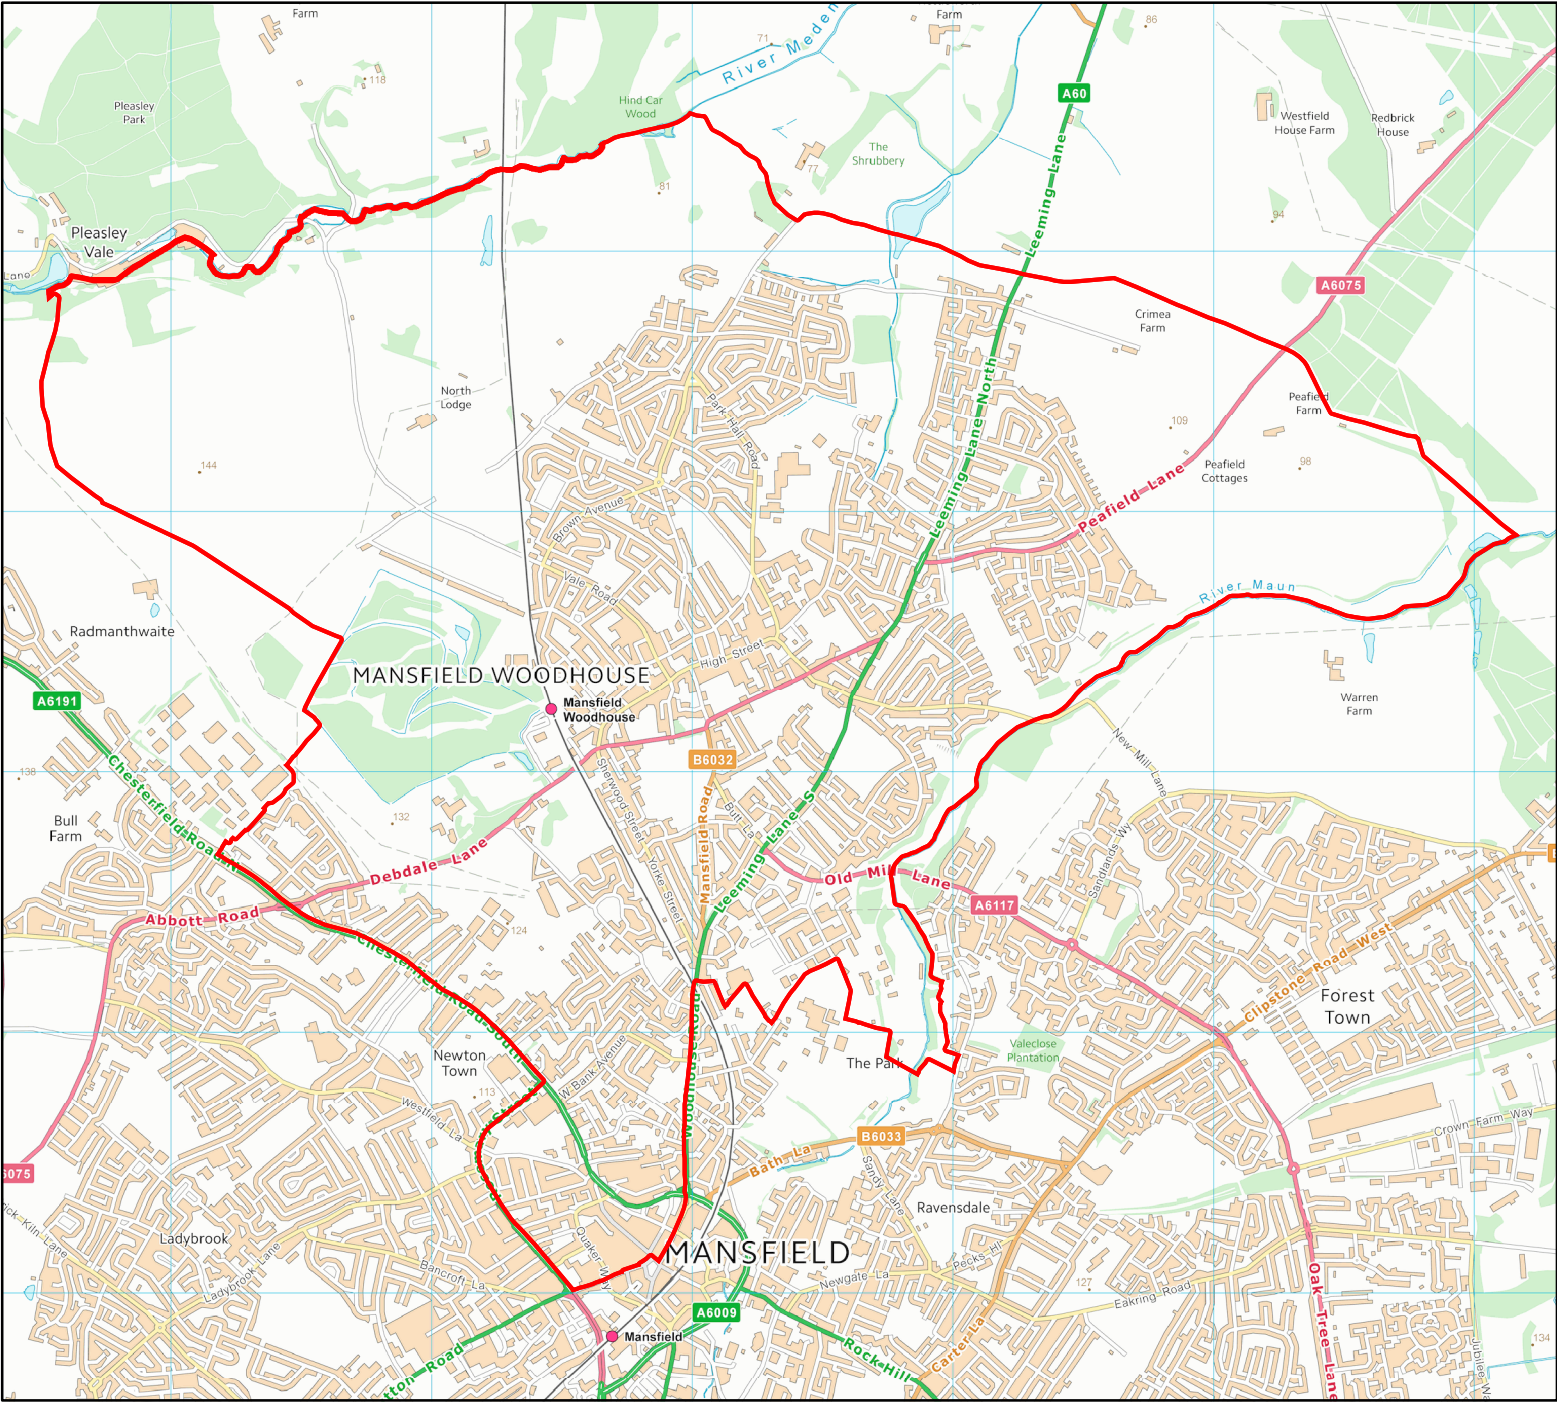 Farm
Farm
86
71
River Meden
118
Hind Car
Wood
A60
Pleasley
Park
Westfield
House Farm
Redbrick
House
The
Shrubbery
77
81
Leeming Lane
94
Pleasley
Vale
Lane
A6075
Crimea
Farm
North
Lodge
Park Hall Road
Leeming Lane North
Peafield
Farm
109
144
98
Peafield
Cottages
Peafield Lane
Brown Avenue
Vale Road
River Maun
Radmanthwaite
High Street
MANSFIELD WOODHOUSE
A6191
Mansfield
Woodhouse
Warren
Farm
New Mill Lane
B6032
138
Chesterfield Road N
Sherwood Street
Mansfield Road
Butt La
Leeming Lane S
132
Bull
Farm
Debdale Lane
Yorke Street
Old Mill Lane
Sandlands Wy
A6117
Abbott Road
124
Chesterfield Road South
Clipstone Road West
Forest
Town
Woodhouse Road
Newton
Town
W Bank Avenue
The Park
Valeclose
Plantation
113
Westfield La
Crown Farm Way
B6033
Bath La
Sandy Lane
6075
Ravensdale
Ladybrook
Ladybrook Lane
Quaker Way
MANSFIELD
Pecks Hl
Bancroft La
Newgate La
127
Eakring Road
Oak Tree Lane
A6009
Mansfield
Rock Hill
Carter La
134